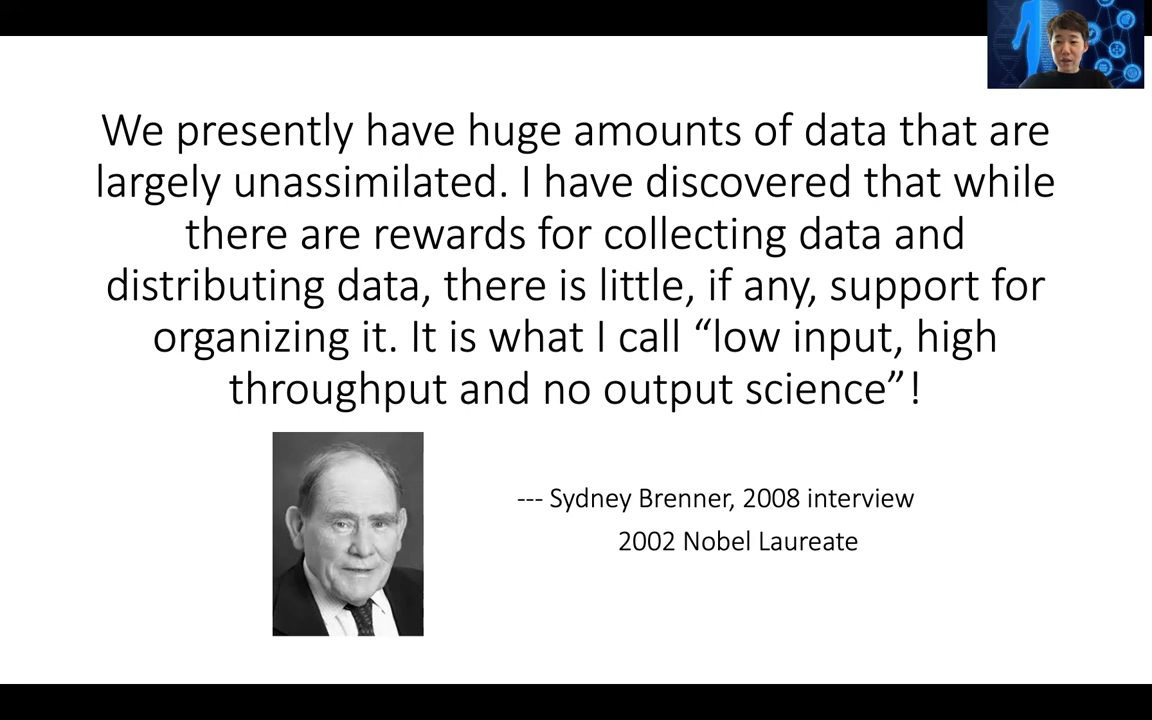 We presently have huge amounts of data that are
largely unassimilated. I have discovered that while
there are rewards for collecting data and
distributing data, there is little, if any, support for
organizing it. It is what I call “low input, high
throughput and no output science”!
--- Sydney Brenner, 2008 interview
2002 Nobel Laureate